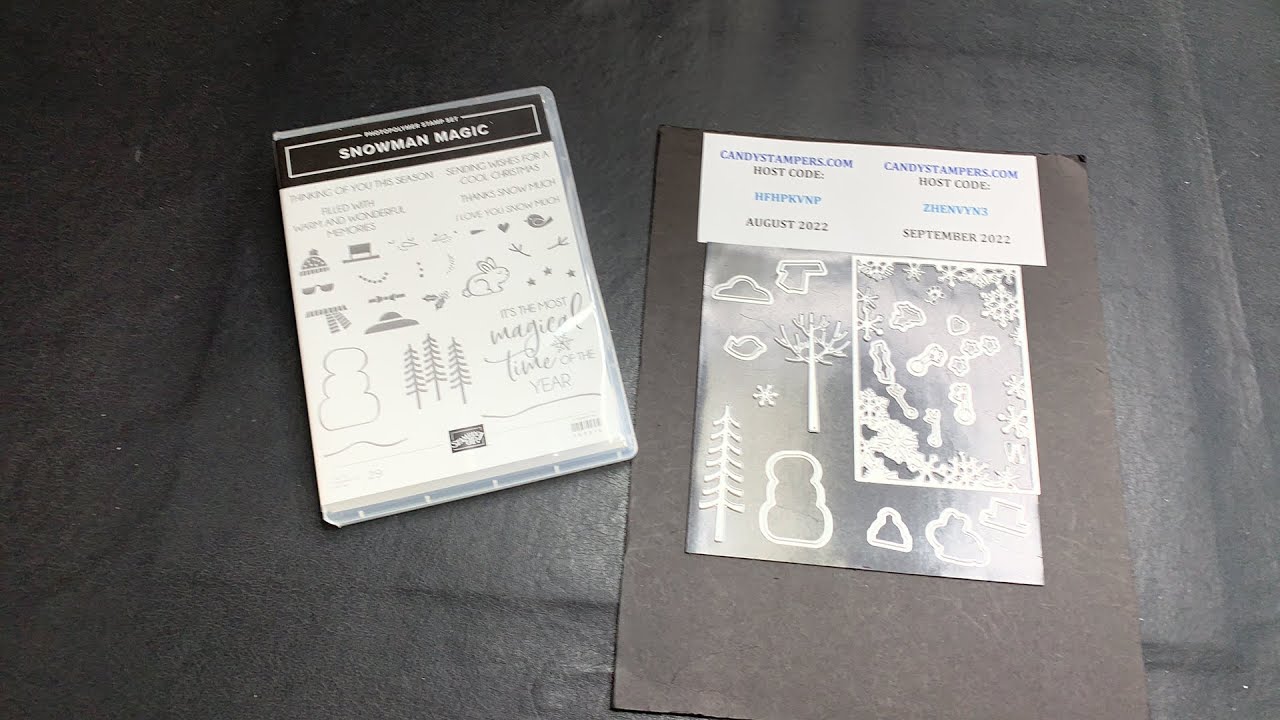 PHOTOPOLYMER STAMP SET
SNOWMAN MAGIC
THINKING OF YOU THIS SEASON
SENDING WISHES FOR A
COOL CHRISTMAS
FILLED WITH
WARM AND WONDERFUL
MEMORIES
THANKS SNOW MUCH
I LOVE YOU SNOW MUCH
IT'S THE MOST
magical
time OF THE
YEAR
29
CANDYSTAMPERS.COM
HOST CODE:
HFHPKVNP
AUGUST 2022
CANDYSTAMPERS.COM
HOST CODE:
ZHENVYN3
SEPTEMBER 2022